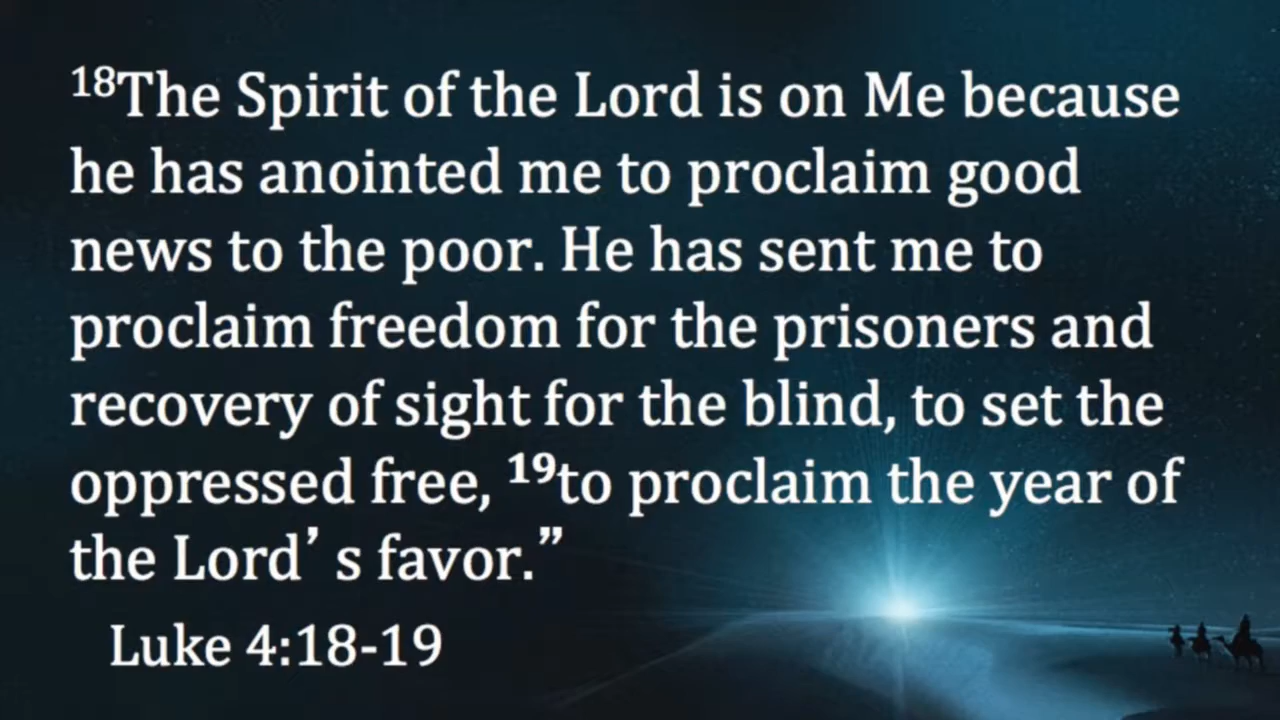 18The Spirit of the Lord is on Me because
he has anointed me to proclaim good
news to the poor. He has sent me to
proclaim freedom for the prisoners and
recovery of sight for the blind, to set the
oppressed free, 19to proclaim the year of
the Lord’ s favor.”
Luke 4:18-19